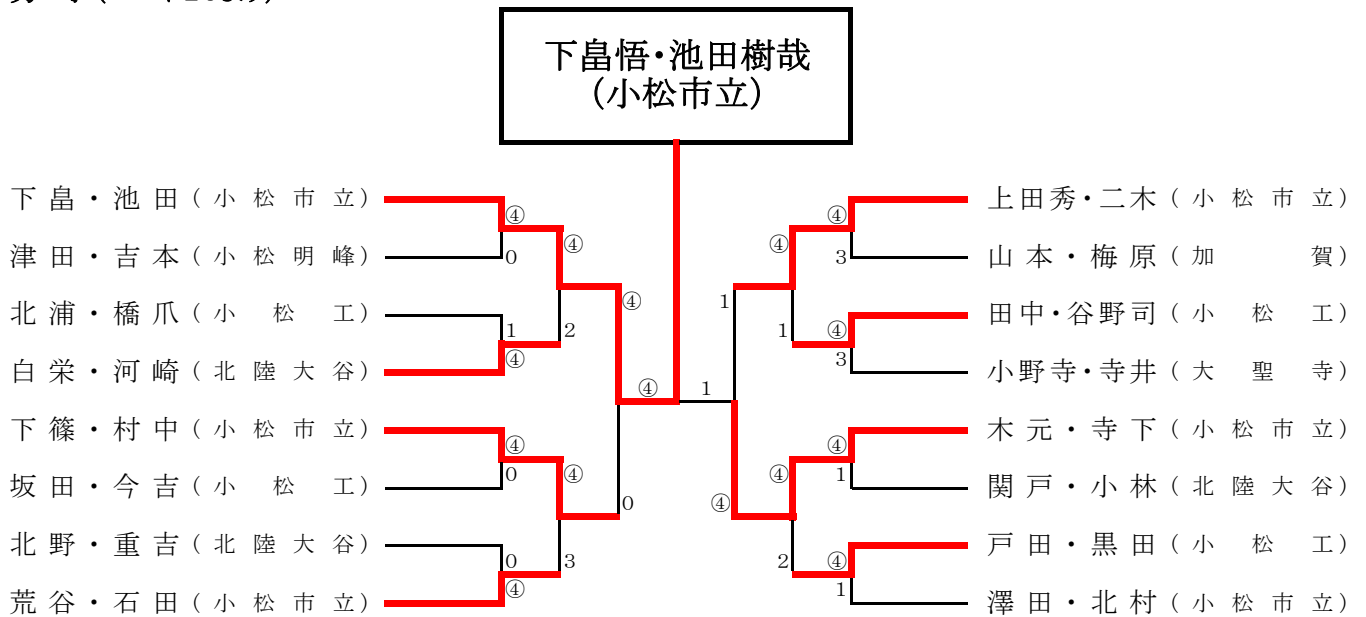 下畠悟・池田樹哉
(小松市立)
下畠・池田(小松市立)
④
津田・吉本(小松明峰)
0
④
北浦・橋爪(小松工)
1
2
白栄・河崎(北陸大谷)
④
④
下篠・村中(小松市立)
④
坂田・今吉(小松工)
0
④
北野・重吉(北陸大谷)
0
3
荒谷・石田(小松市立)
④
0
④
1
上田秀・二木(小松市立)
④
山本・梅原(加賀)
3
④
田中・谷野司(小松工)
④
1
小野寺・寺井(大聖寺)
3
1
木元・寺下(小松市立)
④
関戸・小林(北陸大谷)
1
④
戸田・黒田(小松工)
④
2
澤田・北村(小松市立)
1
④